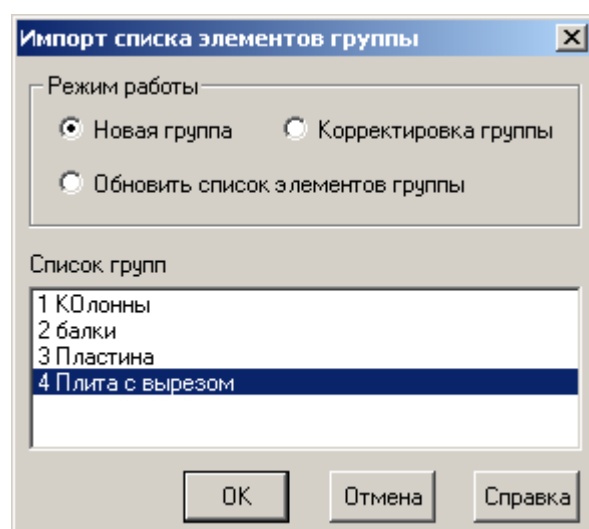 Импорт списка элементов группы
Режим работы
Новая группа Корректировка группы
Обновить список элементов группы
Список групп
1 КОлонны
2 балки
3 Пластина
4 Плита с вырезом
OK Отмена Справка